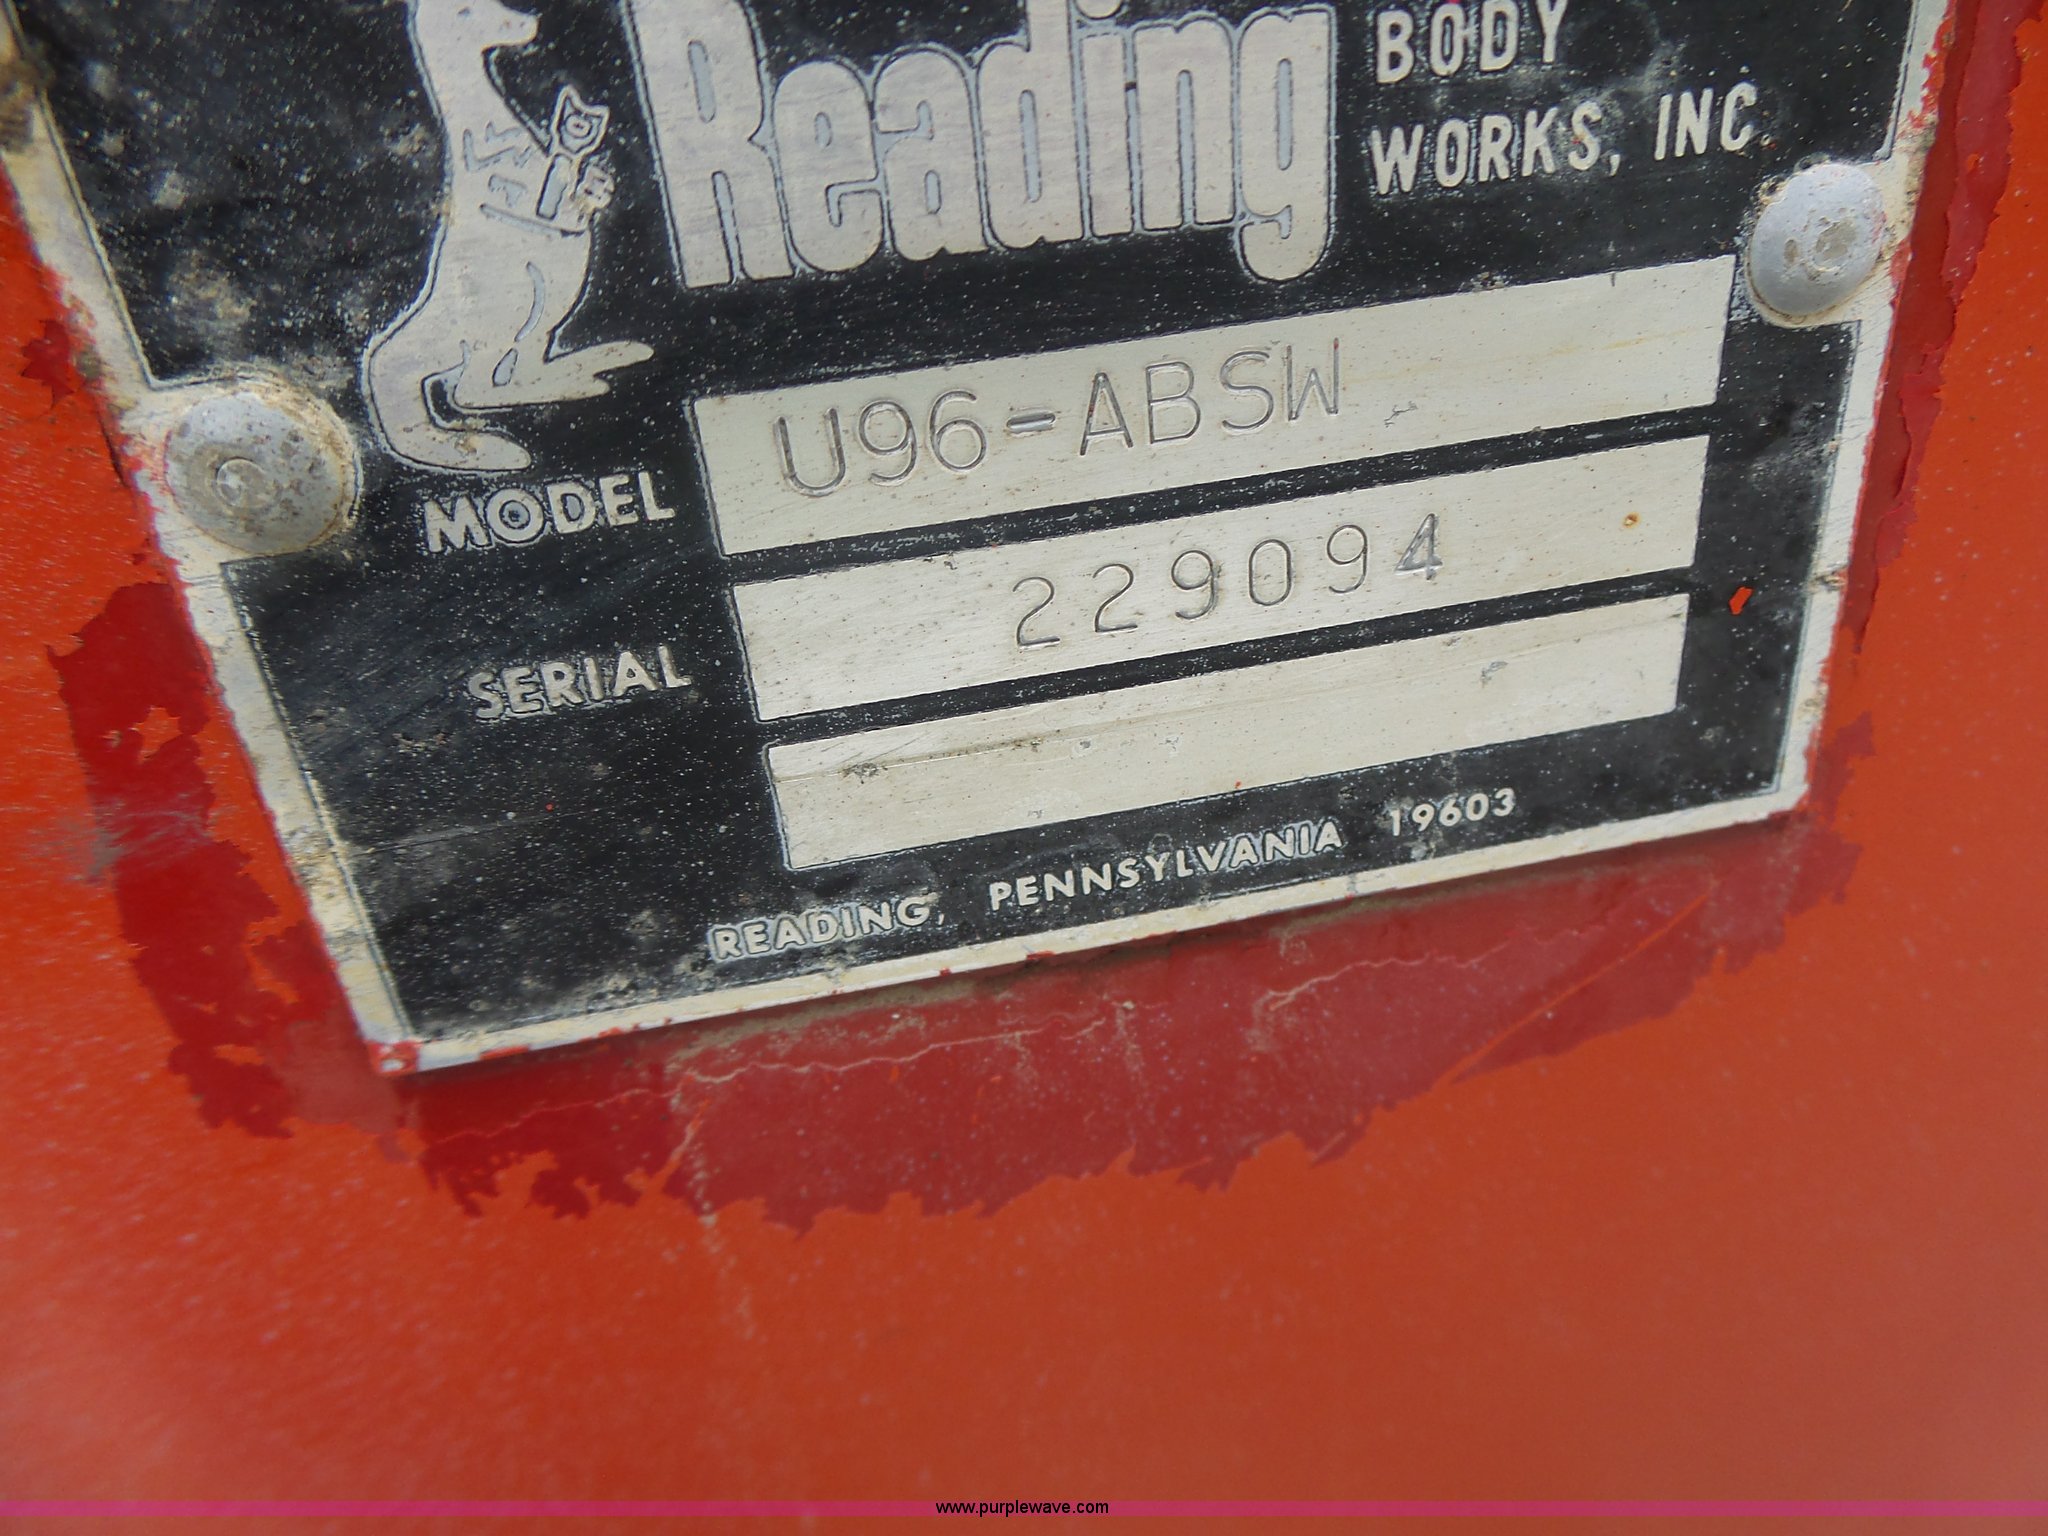 Reading
BODY
WORKS, INC.
MODEL U96-ABSW
SERIAL 229094
READING, PENNSYLVANIA 19603
www.purplewave.com